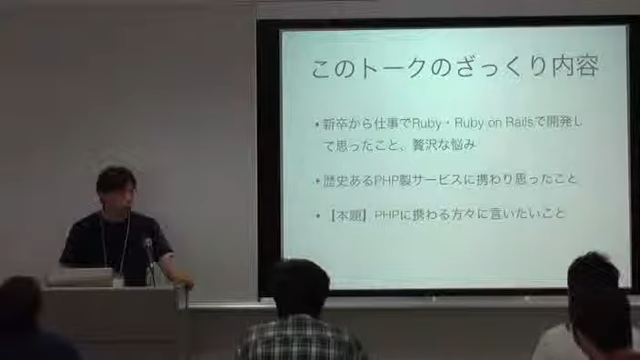 このトークのざっくり内容
・新卒から仕事でRuby・Ruby on Railsで開発し
て思ったこと、贅沢な悩み
・歴史あるPHP製サービスに携わり思ったこと
・【本題】PHPに携わる方々に言いたいこと